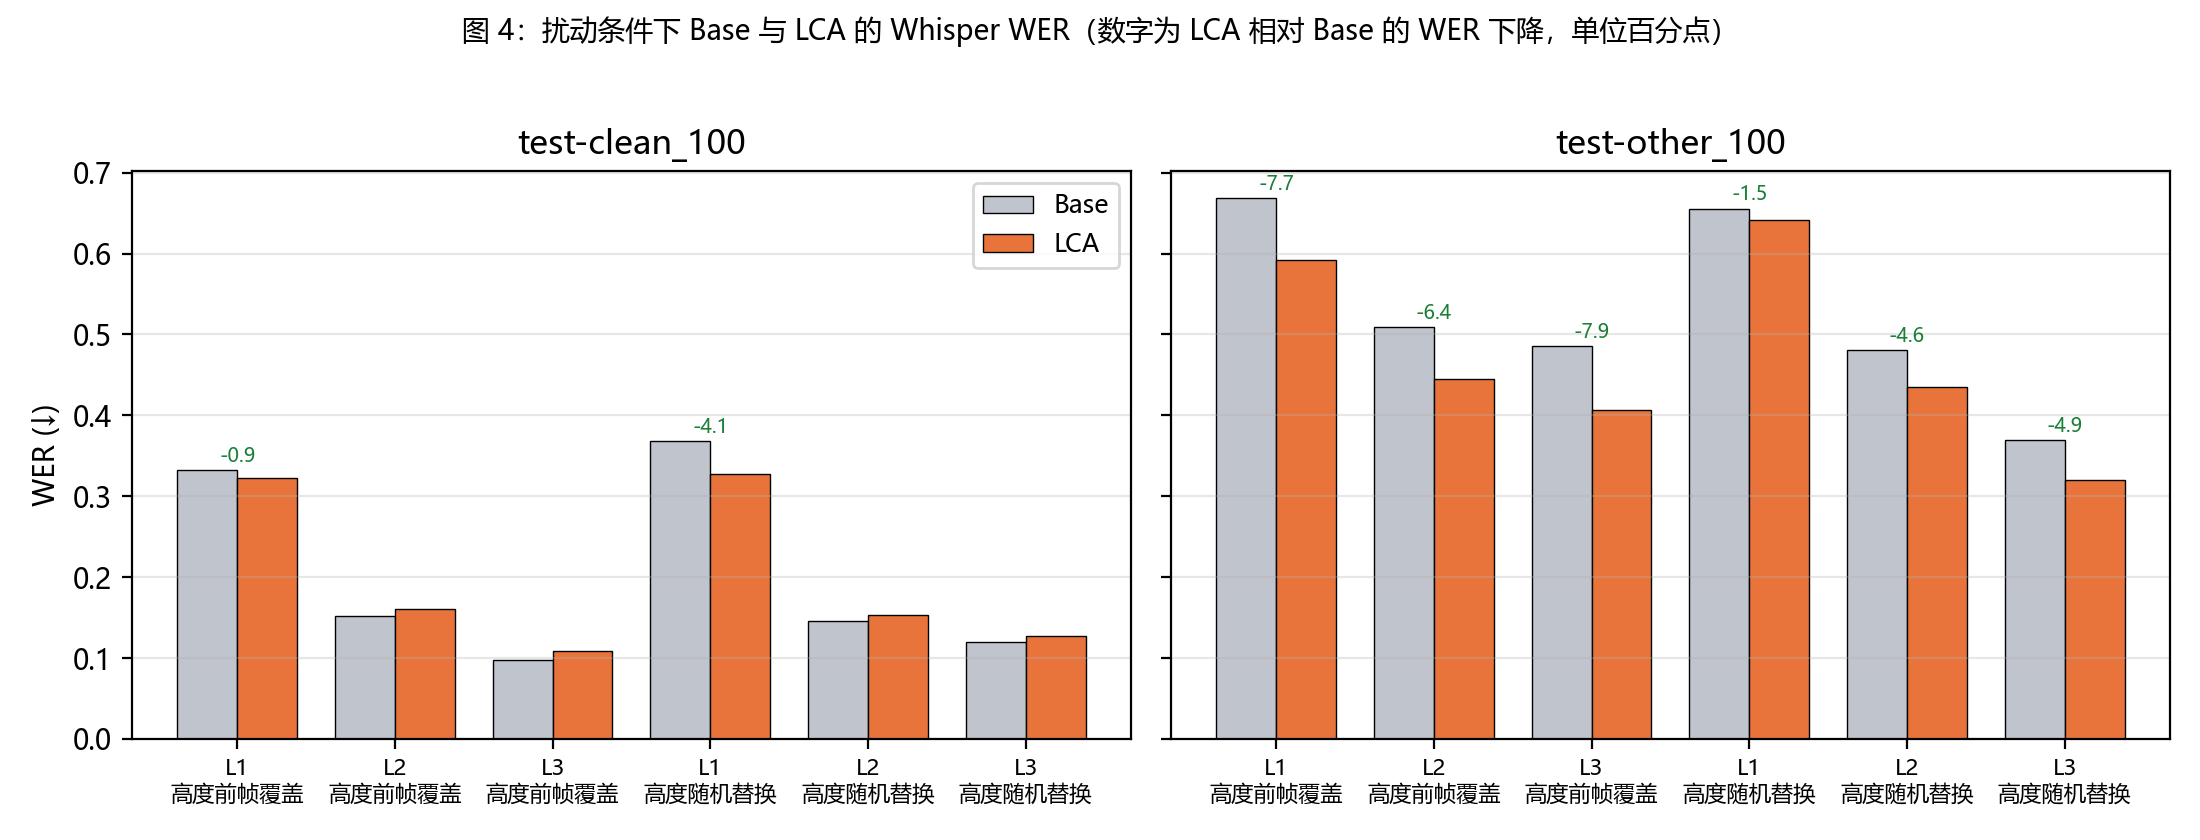 图 4：扰动条件下 Base 与 LCA 的 Whisper WER（数字为 LCA 相对 Base 的 WER 下降，单位百分点）
test-clean_100
test-other_100
WER (↓)
0.7
0.6
0.5
0.4
0.3
0.2
0.1
0.0
Base
LCA
-0.9
-4.1
-7.7
-6.4
-7.9
-1.5
-4.6
-4.9
L1
高度前帧覆盖
L2
高度前帧覆盖
L3
高度前帧覆盖
L1
高度随机替换
L2
高度随机替换
L3
高度随机替换
L1
高度前帧覆盖
L2
高度前帧覆盖
L3
高度前帧覆盖
L1
高度随机替换
L2
高度随机替换
L3
高度随机替换